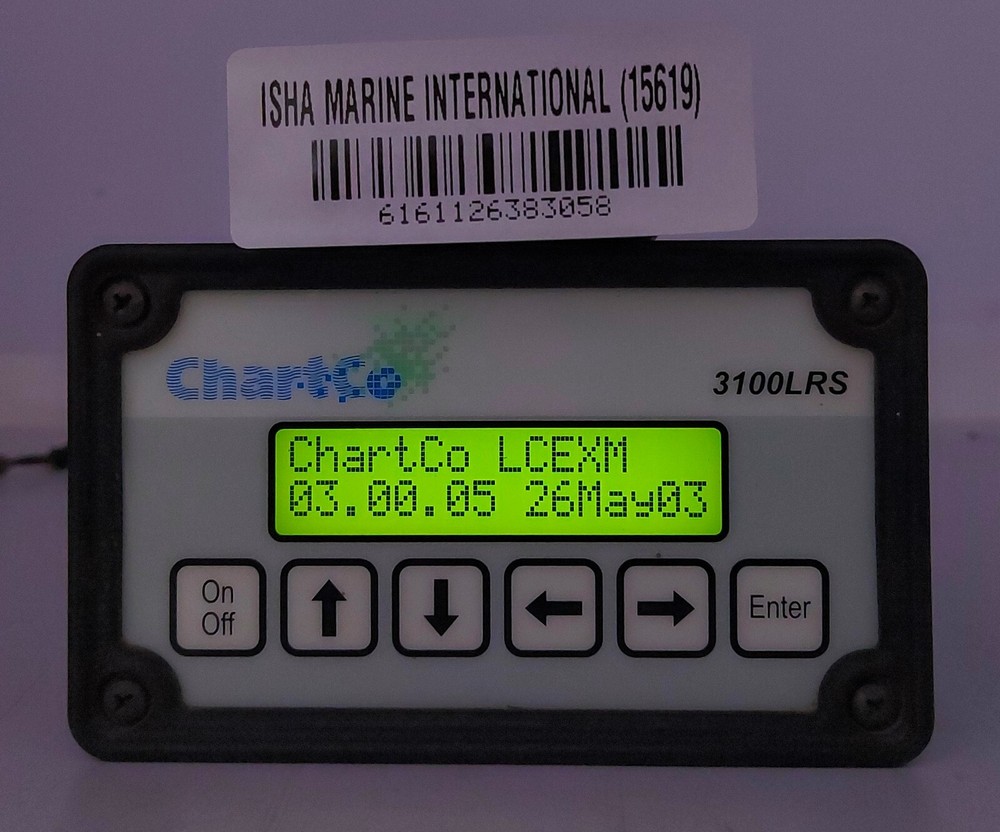 ISHA MARINE INTERNATIONAL (15619)
6161126383058
ChartCo
3100LRS
ChartCo LCEXM
03.00.05 26May03
On
Off
Enter